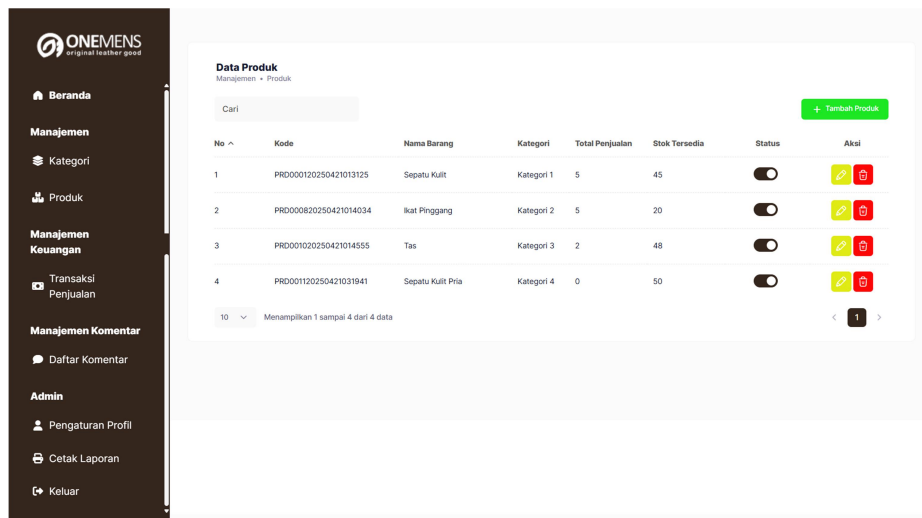 ONEMENS
original leather good
Beranda
Manajemen
Kategori
Produk
Manajemen
Keuangan
Transaksi
Penjualan
Manajemen Komentar
Daftar Komentar
Admin
Pengaturan Profil
Cetak Laporan
Keluar
Data Produk
Manajemen • Produk
Cari
+ Tambah Produk
No Kode Nama Barang Kategori Total Penjualan Stok Tersedia Status Aksi
1 PRD000120250421013125 Sepatu Kulit Kategori 1 5 45
2 PRD000820250421014034 Ikat Pinggang Kategori 2 5 20
3 PRD001020250421014555 Tas Kategori 3 2 48
4 PRD001120250421031941 Sepatu Kulit Pria Kategori 4 0 50
10 Menampilkan 1 sampai 4 dari 4 data
< 1 >